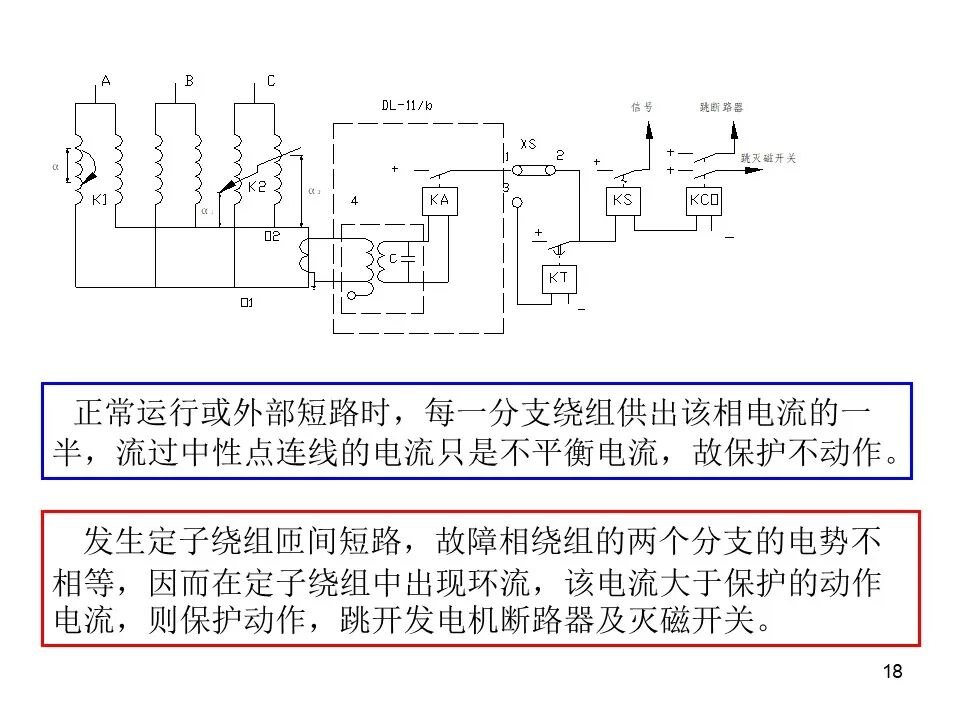 A B C
DL-11/b
信号
跳断路器
XS
1 2
+ + + +
跳灭磁开关
α
K1
K2
α1
α2
3
4
KA
KS
KCO
O2
C
+
KT
-
-
O1
正常运行或外部短路时，每一分支绕组供出该相电流的一
半，流过中性点连线的电流只是不平衡电流，故保护不动作。
发生定子绕组匝间短路，故障相绕组的两个分支的电势不
相等，因而在定子绕组中出现环流，该电流大于保护的动作
电流，则保护动作，跳开发电机断路器及灭磁开关。
18